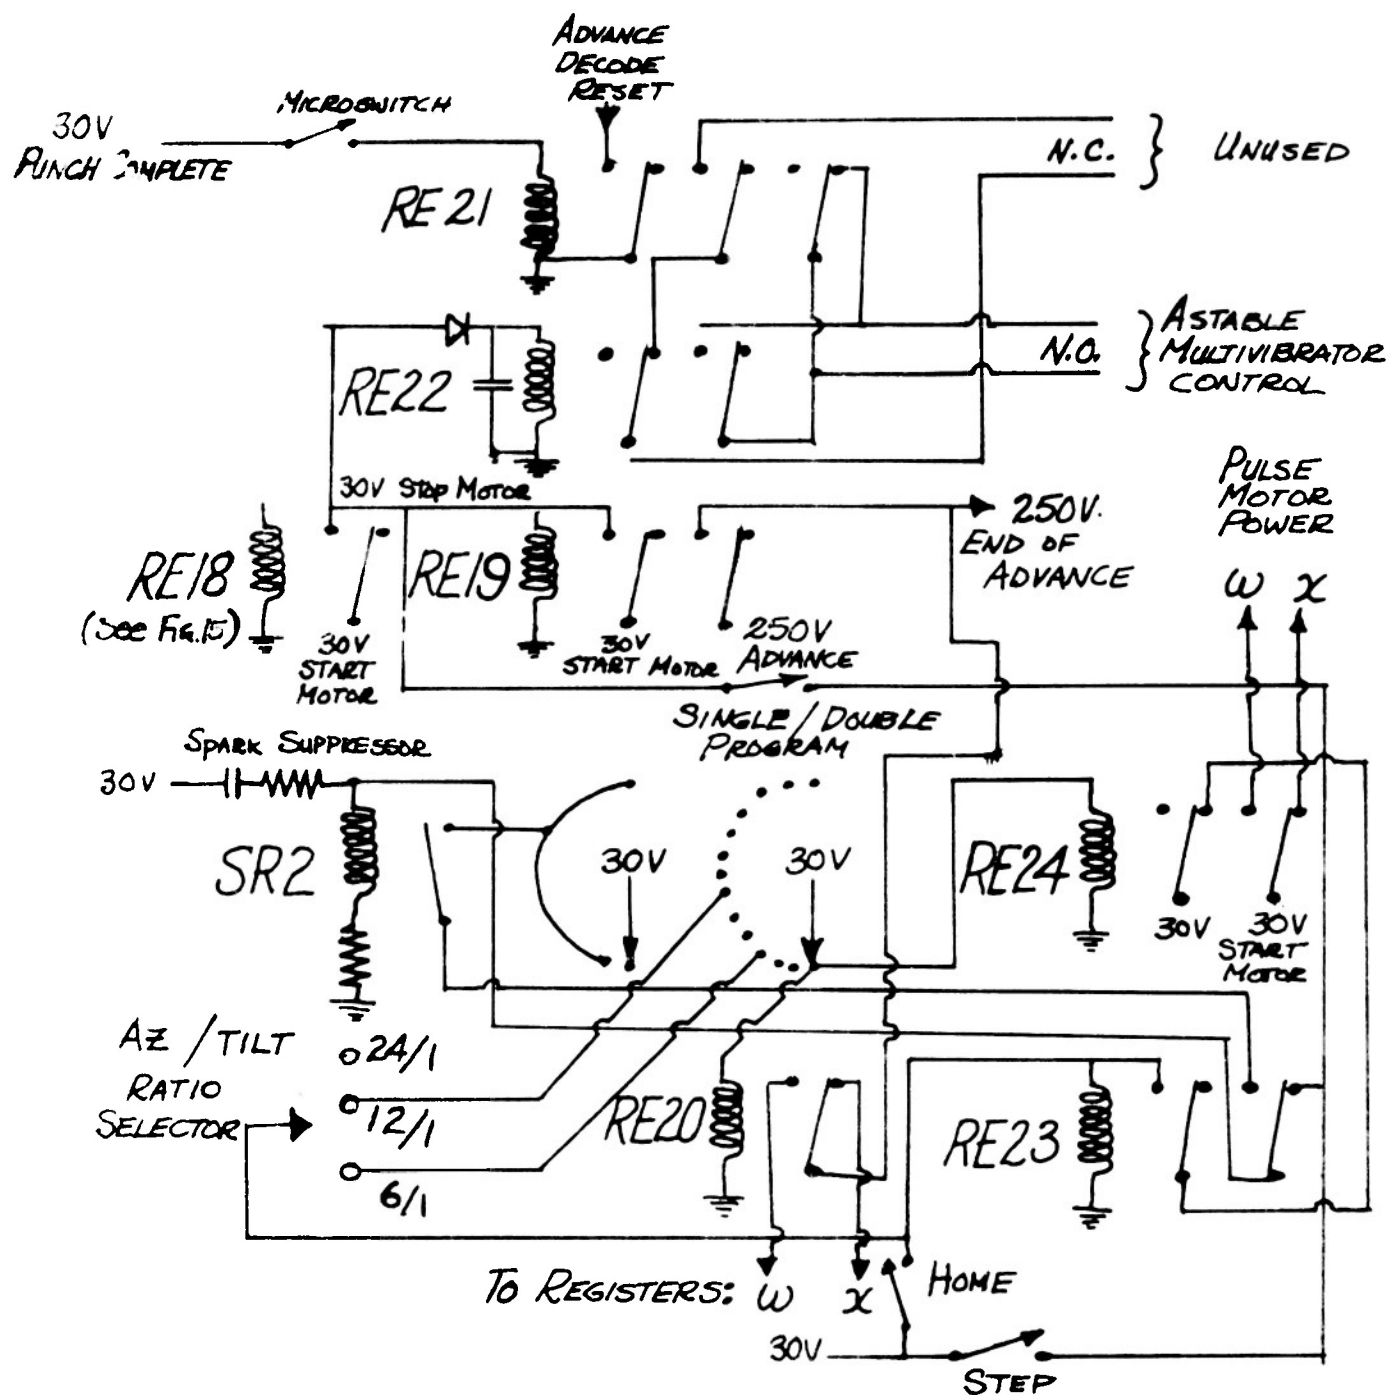 ADVANCE
DECODE
RESET
MICROSWITCH
30V
PUNCH
N.C.
UNUSED
RE21
ASTABLE
MULTIVIBRATOR
CONTROL
N.O.
RE22
30V STOP MOTOR
PULSE
MOTOR
POWER
250V.
END OF
ADVANCE
RE18
(SEE FIG.15)
RE19
ω
x
30V
START
MOTOR
30V
START MOTOR
250V
ADVANCE
SINGLE/DOUBLE
PROGRAM
SPARK SUPPRESSOR
30V
SR2
30V
30V
RE24
30V
30V
START
MOTOR
AZ /TILT
RATIO
SELECTOR
24/1
12/1
6/1
RE20
RE23
TO REGISTERS: ω x
HOME
30V
STEP